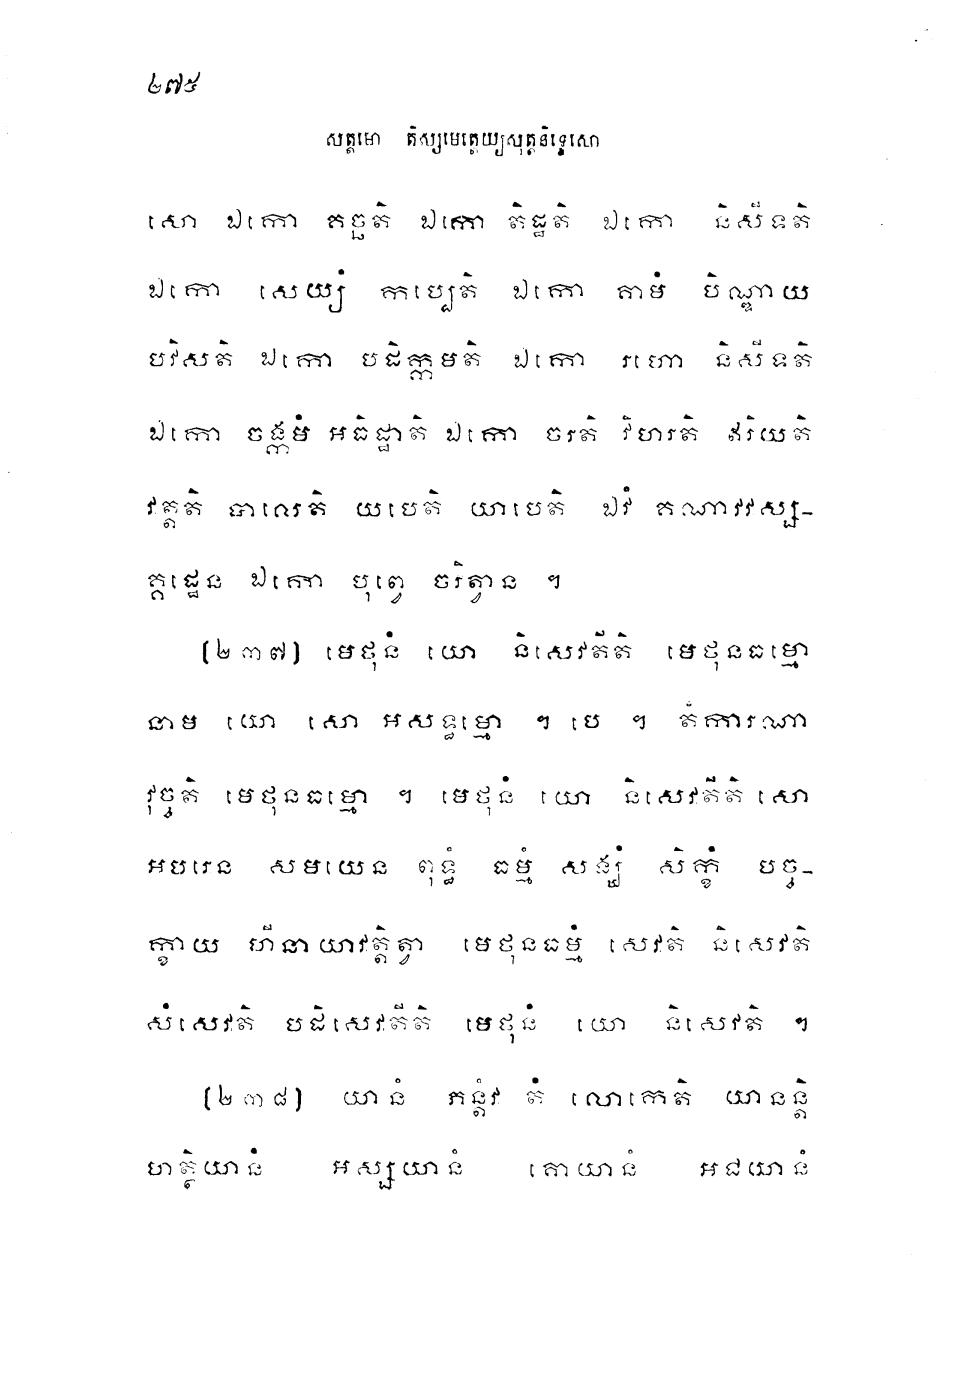 ២៧៥
សត្តមោ តិស្សមេត្តេយ្យសុត្តនិទ្ទេសោ
សោ ឯកោ គច្ឆតិ ឯកោ តិដ្ឋតិ ឯកោ និសីទតិ
ឯកោ សេយ្យំ កប្បេតិ ឯកោ គាមំ បិណ្ឌាយ
បវិសតិ ឯកោ បដិក្កមតិ ឯកោ រហោ និសីទតិ
ឯកោ ចង្កមំ អធិដ្ឋាតិ ឯកោ ចរតិ វិហរតិ ឥរិយតិ
វត្តតិ បាលេតិ យបេតិ យាបេតិ ឯវំ គណាវវស្ស-
គ្គដ្ឋេន ឯកោ បុព្វេ ចរិត្វាន ។
(២៣៧) មេថុនំ យោ និសេវតីតិ មេថុនធម្មោ
នាម យោ សោ អសទ្ធម្មោ ។ បេ ។ តំការណា
វុច្ចតិ មេថុនធម្មោ ។ មេថុនំ យោ និសេវតីតិ សោ
អបរេន សមយេន ពុទ្ធំ ធម្មំ សង្ឃំ សិក្ខំ បច្ច-
ក្ខាយ ហីនាយាវត្តិត្វា មេថុនធម្មំ សេវតិ និសេវតិ
សំសេវតិ បដិសេវតីតិ មេថុនំ យោ និសេវតិ ។
(២៣៨) យានំ ភន្តំវ តំ លោកេតិ យានន្តិ
ហត្ថិយានំ អស្សយានំ គោយានំ អជយានំ